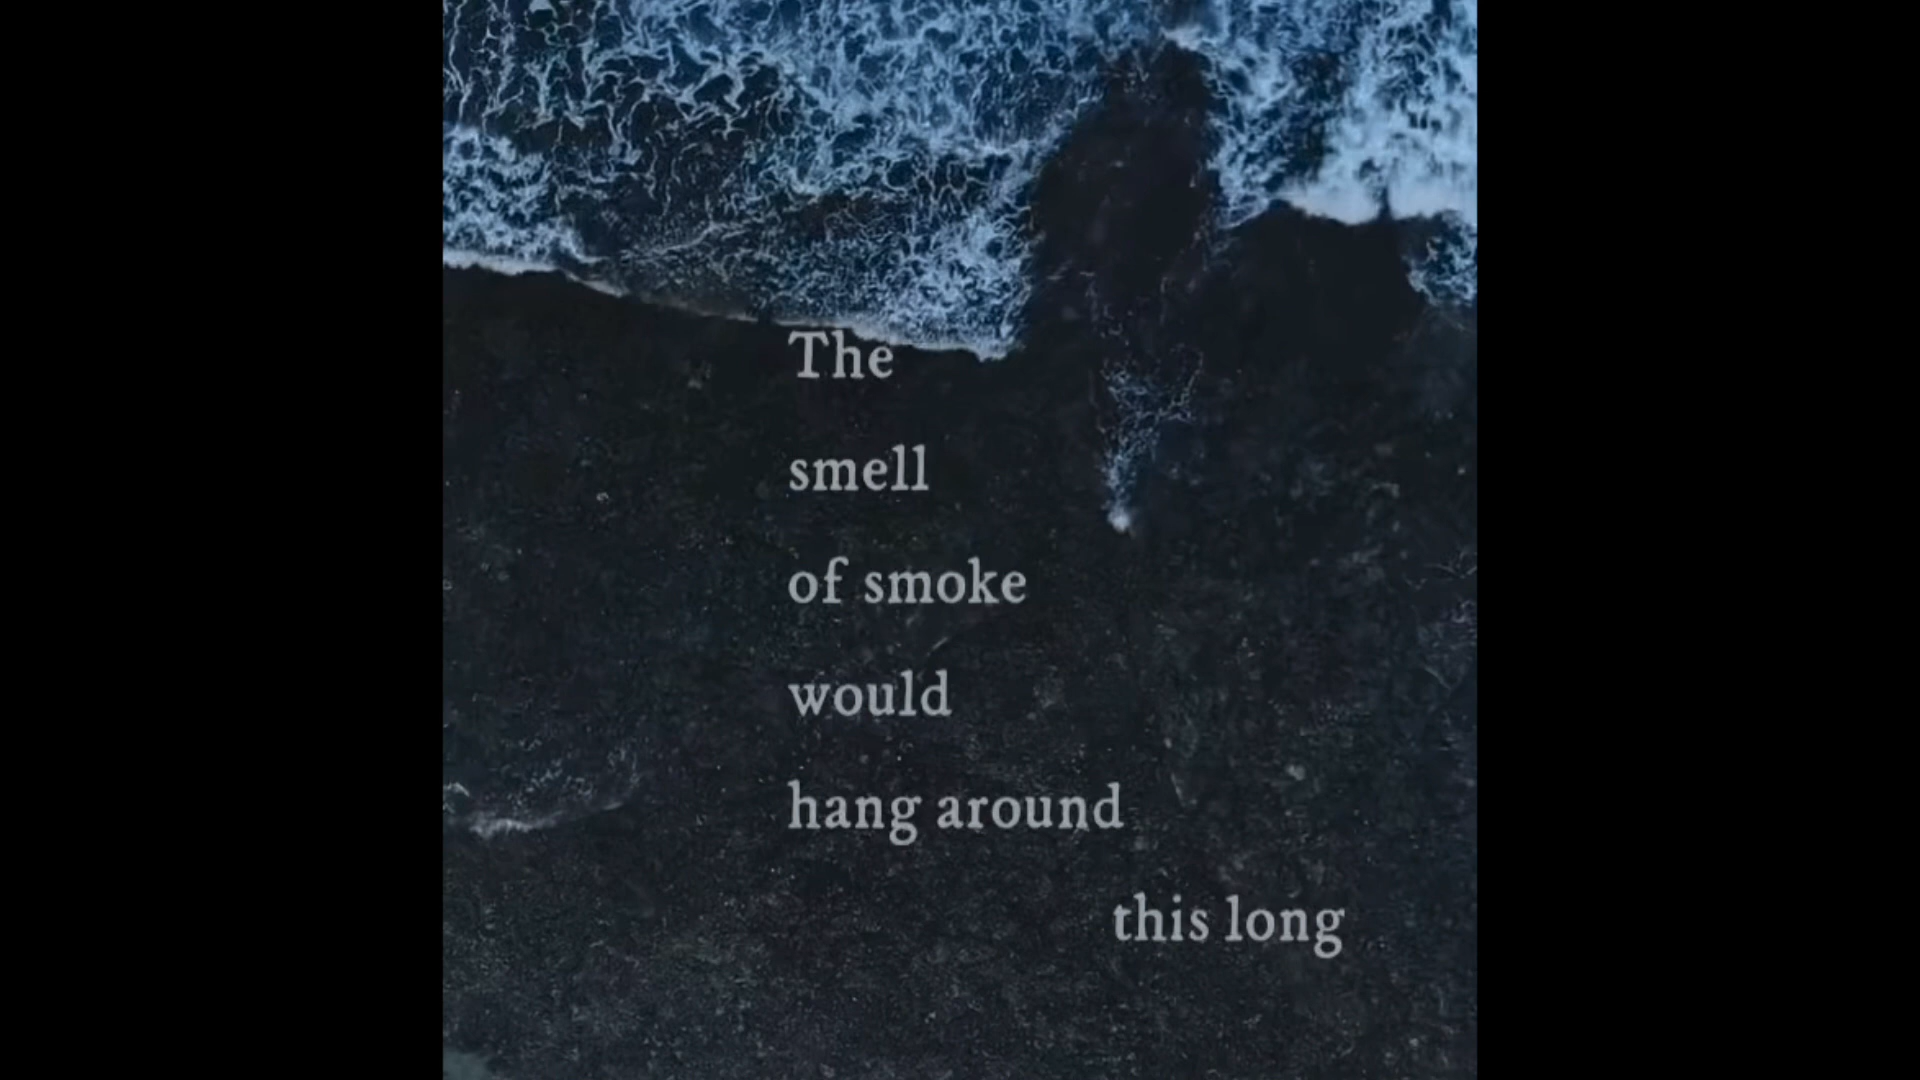 The
smell
of smoke
would
hang around
this long